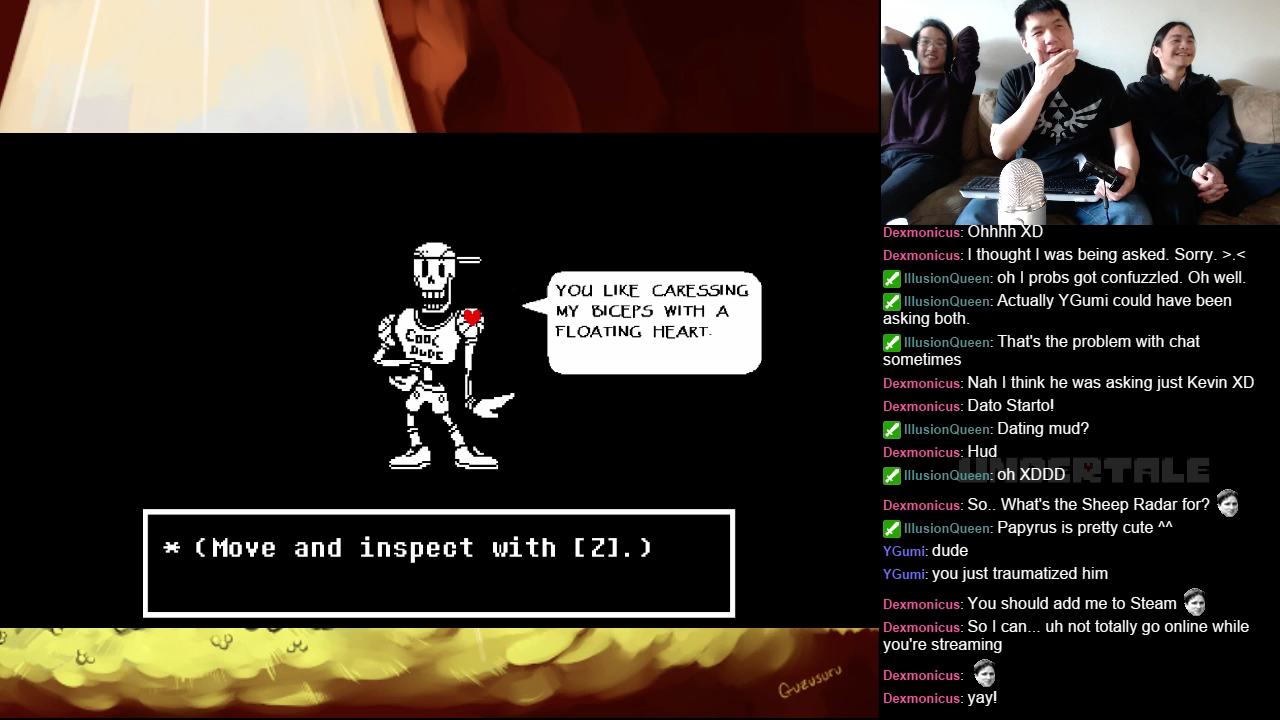 COOL
DUDE
YOU LIKE CARESSING
MY BICEPS WITH A
FLOATING HEART.
* (Move and inspect with [Z].)
Guzusuru
Dexmonicus: Ohhhh XD
Dexmonicus: I thought I was being asked. Sorry. >.<
IllusionQueen: oh I probs got confuzzled. Oh well.
IllusionQueen: Actually YGumi could have been
asking both.
IllusionQueen: That's the problem with chat
sometimes
Dexmonicus: Nah I think he was asking just Kevin XD
Dexmonicus: Dato Starto!
IllusionQueen: Dating mud?
Dexmonicus: Hud
IllusionQueen: oh XDDD
UNDERTALE
Dexmonicus: So.. What's the Sheep Radar for?
IllusionQueen: Papyrus is pretty cute ^^
YGumi: dude
YGumi: you just traumatized him
Dexmonicus: You should add me to Steam
Dexmonicus: So I can... uh not totally go online while
you're streaming
Dexmonicus:
Dexmonicus: yay!